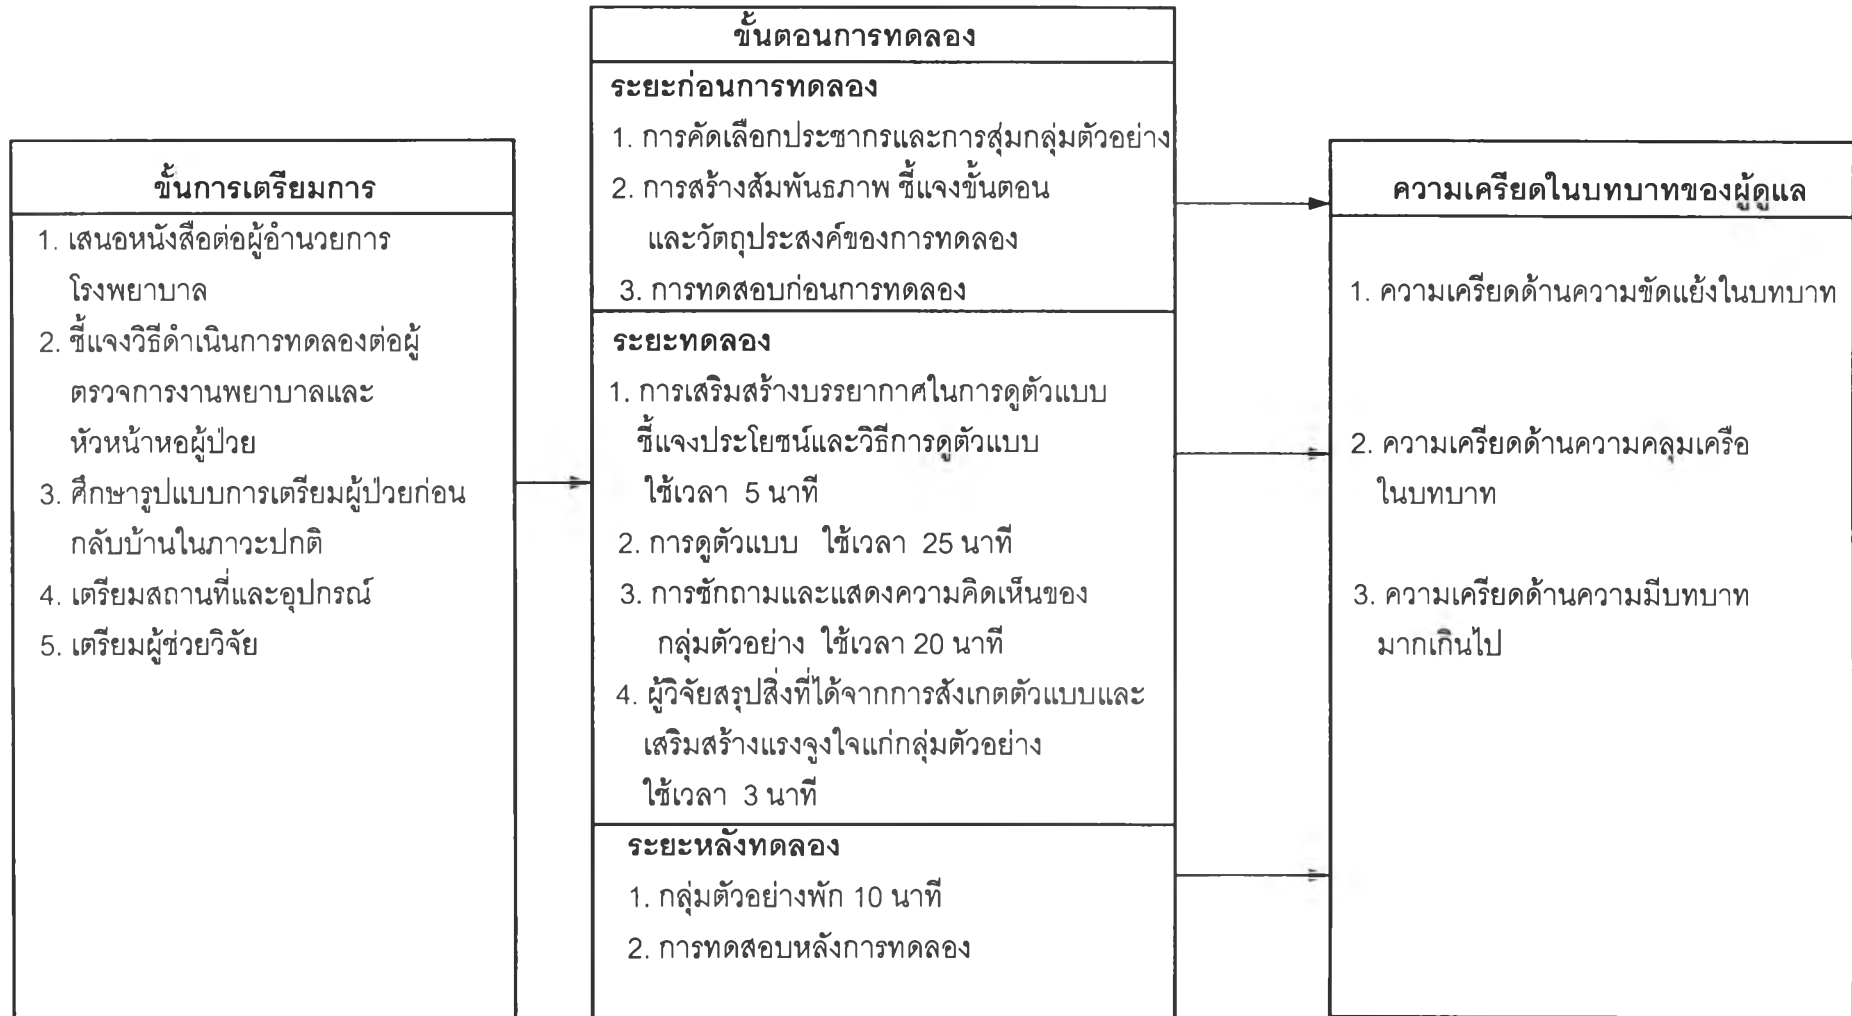 ขั้นการเตรียมการ
1. เสนอหนังสือต่อผู้อำนวยการ
โรงพยาบาล
2. ชี้แจงวิธีดำเนินการทดลองต่อผู้
ตรวจการงานพยาบาลและ
หัวหน้าหอผู้ป่วย
3. ศึกษารูปแบบการเตรียมผู้ป่วยก่อน
กลับบ้านในภาวะปกติ
4. เตรียมสถานที่และอุปกรณ์
5. เตรียมผู้ช่วยวิจัย
ขั้นตอนการทดลอง
ระยะก่อนการทดลอง
1. การคัดเลือกประชากรและการสุ่มกลุ่มตัวอย่าง
2. การสร้างสัมพันธภาพ ชี้แจงขั้นตอน
และวัตถุประสงค์ของการทดลอง
3. การทดสอบก่อนการทดลอง
ระยะทดลอง
1. การเสริมสร้างบรรยากาศในการดูตัวแบบ
ชี้แจงประโยชน์และวิธีการดูตัวแบบ
ใช้เวลา 5 นาที
2. การดูตัวแบบ ใช้เวลา 25 นาที
3. การซักถามและแสดงความคิดเห็นของ
กลุ่มตัวอย่าง ใช้เวลา 20 นาที
4. ผู้วิจัยสรุปสิ่งที่ได้จากการสังเกตตัวแบบและ
เสริมสร้างแรงจูงใจแก่กลุ่มตัวอย่าง
ใช้เวลา 3 นาที
ระยะหลังทดลอง
1. กลุ่มตัวอย่างพัก 10 นาที
2. การทดสอบหลังการทดลอง
ความเครียดในบทบาทของผู้ดูแล
1. ความเครียดด้านความขัดแย้งในบทบาท
2. ความเครียดด้านความคลุมเครือ
ในบทบาท
3. ความเครียดด้านความมีบทบาท
มากเกินไป